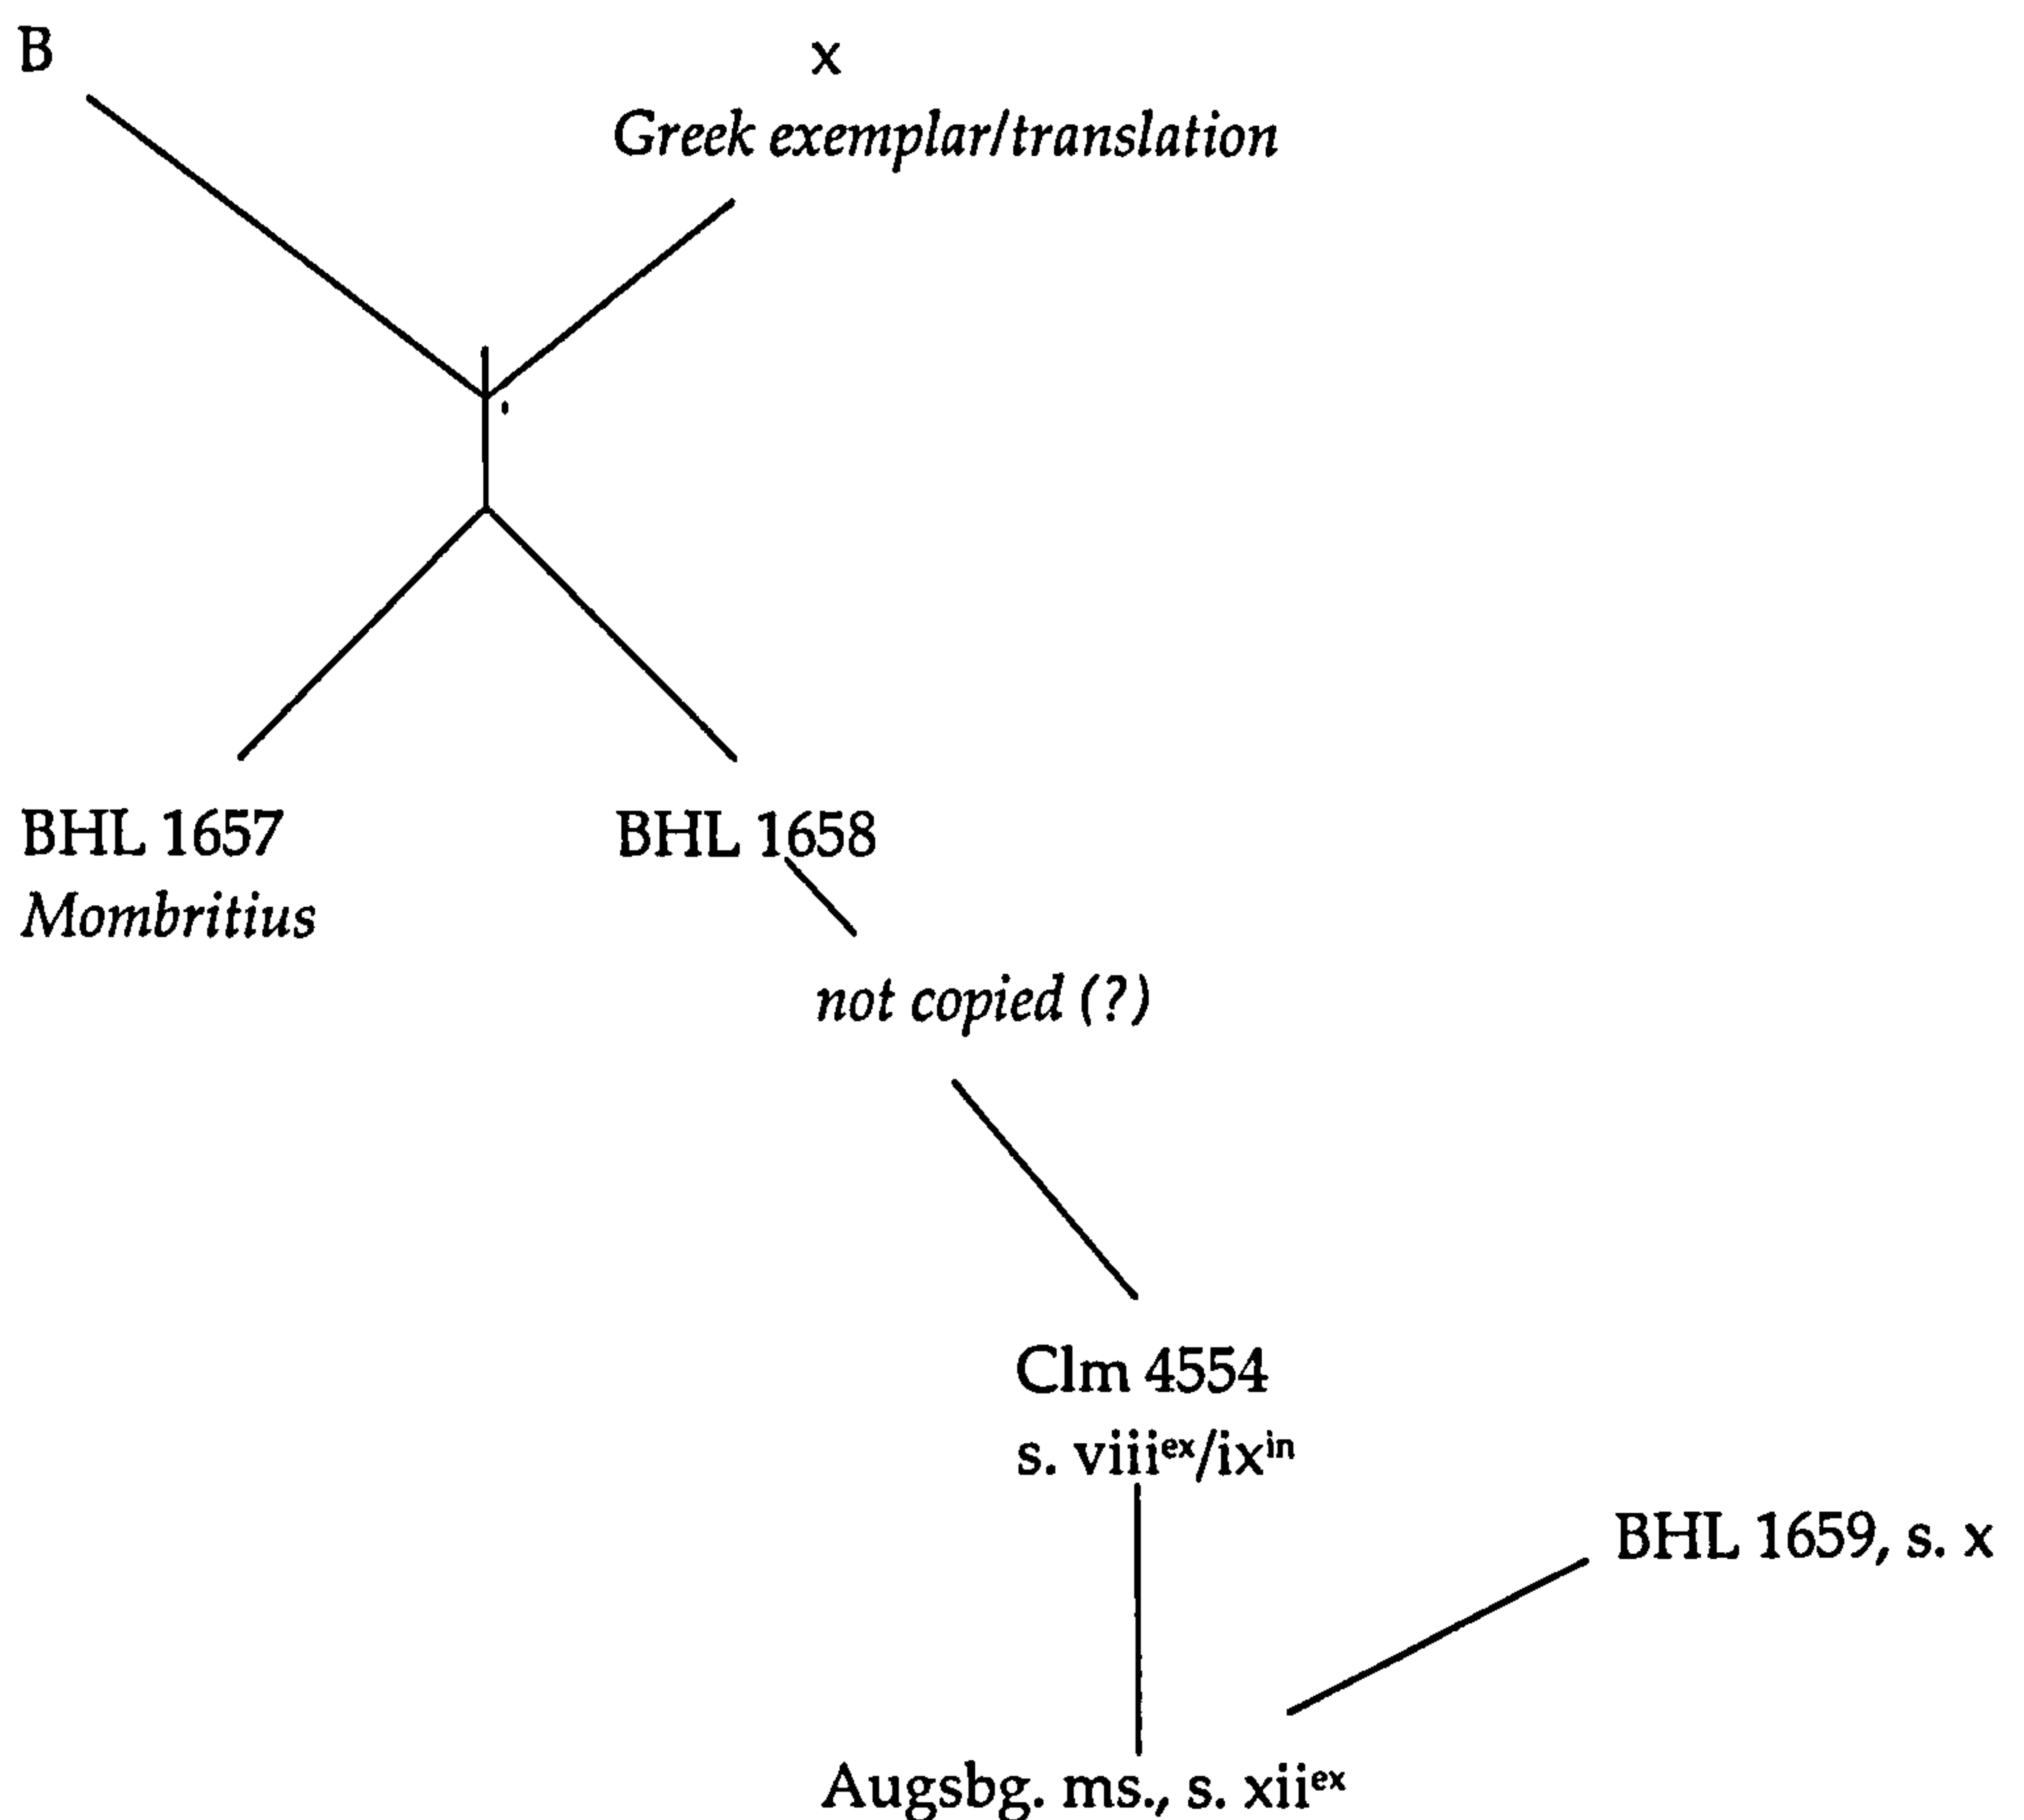 B
x
Greek exemplar/translation
BHL 1657
Mombritius
BHL 1658
not copied (?)
Clm 4554
s. viiiᵉˣ/ixⁱⁿ
BHL 1659, s. x
Augsbg. ms., s. xiiᵉˣ